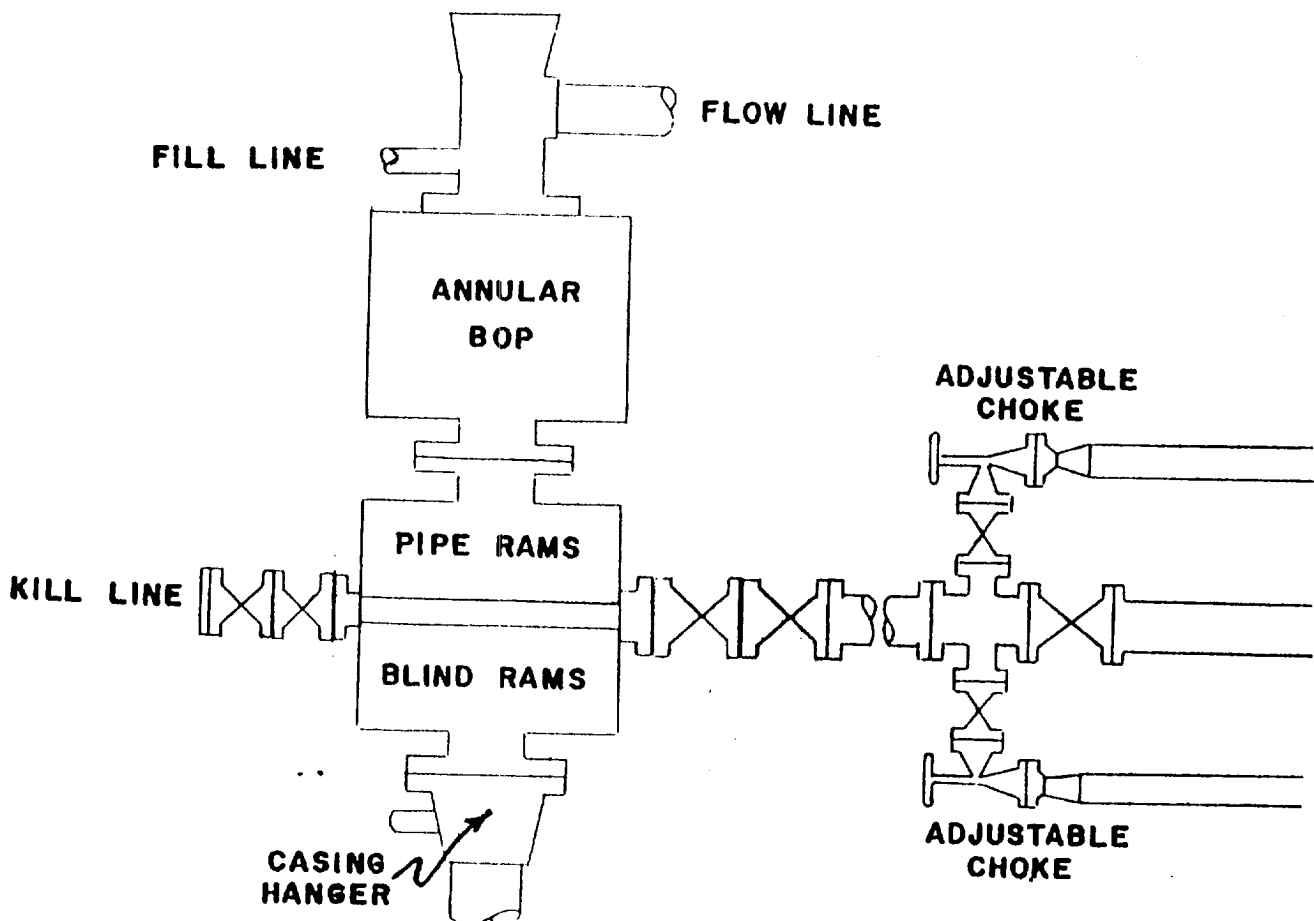 FLOW LINE
FILL LINE
ANNULAR
BOP
ADJUSTABLE
CHOKE
PIPE RAMS
KILL LINE
BLIND RAMS
CASING
HANGER
ADJUSTABLE
CHOKE